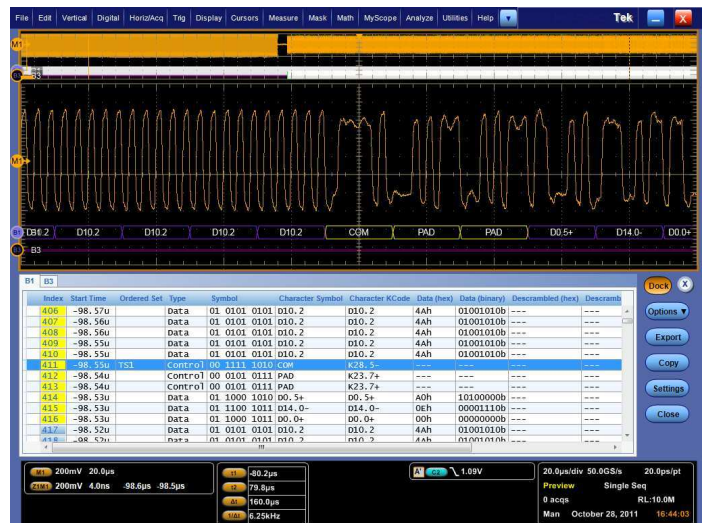 File Edit Vertical Digital Horiz/Acq Trig Display Cursors Measure Mask Math MyScope Analyze Utilities Help Tek X
M1
B3
M1
D10.2 D10.2 D10.2 D10.2 COM PAD PAD D0.5+ D14.0- D0.0+
B3
B1 B3
Dock X
Index Start Time Ordered Set Type Symbol Character Symbol Character KCode Data (hex) Data (binary) Descrambled (hex) Descramb
406 -98.57u Data 01 0101 0101 D10.2 D10.2 4Ah 01001010b --- ---
407 -98.56u Data 01 0101 0101 D10.2 D10.2 4Ah 01001010b --- ---
408 -98.56u Data 01 0101 0101 D10.2 D10.2 4Ah 01001010b --- ---
409 -98.55u Data 01 0101 0101 D10.2 D10.2 4Ah 01001010b --- ---
410 -98.55u Data 01 0101 0101 D10.2 D10.2 4Ah 01001010b --- ---
411 -98.55u TS1 Control 00 1111 1010 COM K28.5- --- --- --- ---
412 -98.54u Control 00 0101 0111 PAD K23.7+ --- --- --- ---
413 -98.54u Control 00 0101 0111 PAD K23.7+ --- --- --- ---
414 -98.53u Data 01 1000 1010 D0.5+ D0.5+ A0h 10100000b --- ---
415 -98.53u Data 01 1100 1011 D14.0- D14.0- 0Eh 00001110b --- ---
416 -98.53u Data 01 1000 1011 D0.0+ D0.0+ 00h 00000000b --- ---
417 -98.52u Data 01 0101 0101 D10.2 D10.2 4Ah 01001010b --- ---
418 -98.52u Data 01 0101 0101 D10.2 D10.2 4Ah 01001010b --- ---
Options
Export
Copy
Settings
Close
M1 200mV 20.0µs
Z1M1 200mV 4.0ns -98.6µs -98.5µs
t1 -80.2µs
t2 79.8µs
Δt 160.0µs
1/Δt 6.25kHz
A' C2 1.09V
20.0µs/div 50.0GS/s 20.0ps/pt
Preview Single Seq
0 acqs RL:10.0M
Man October 28, 2011 16:44:03